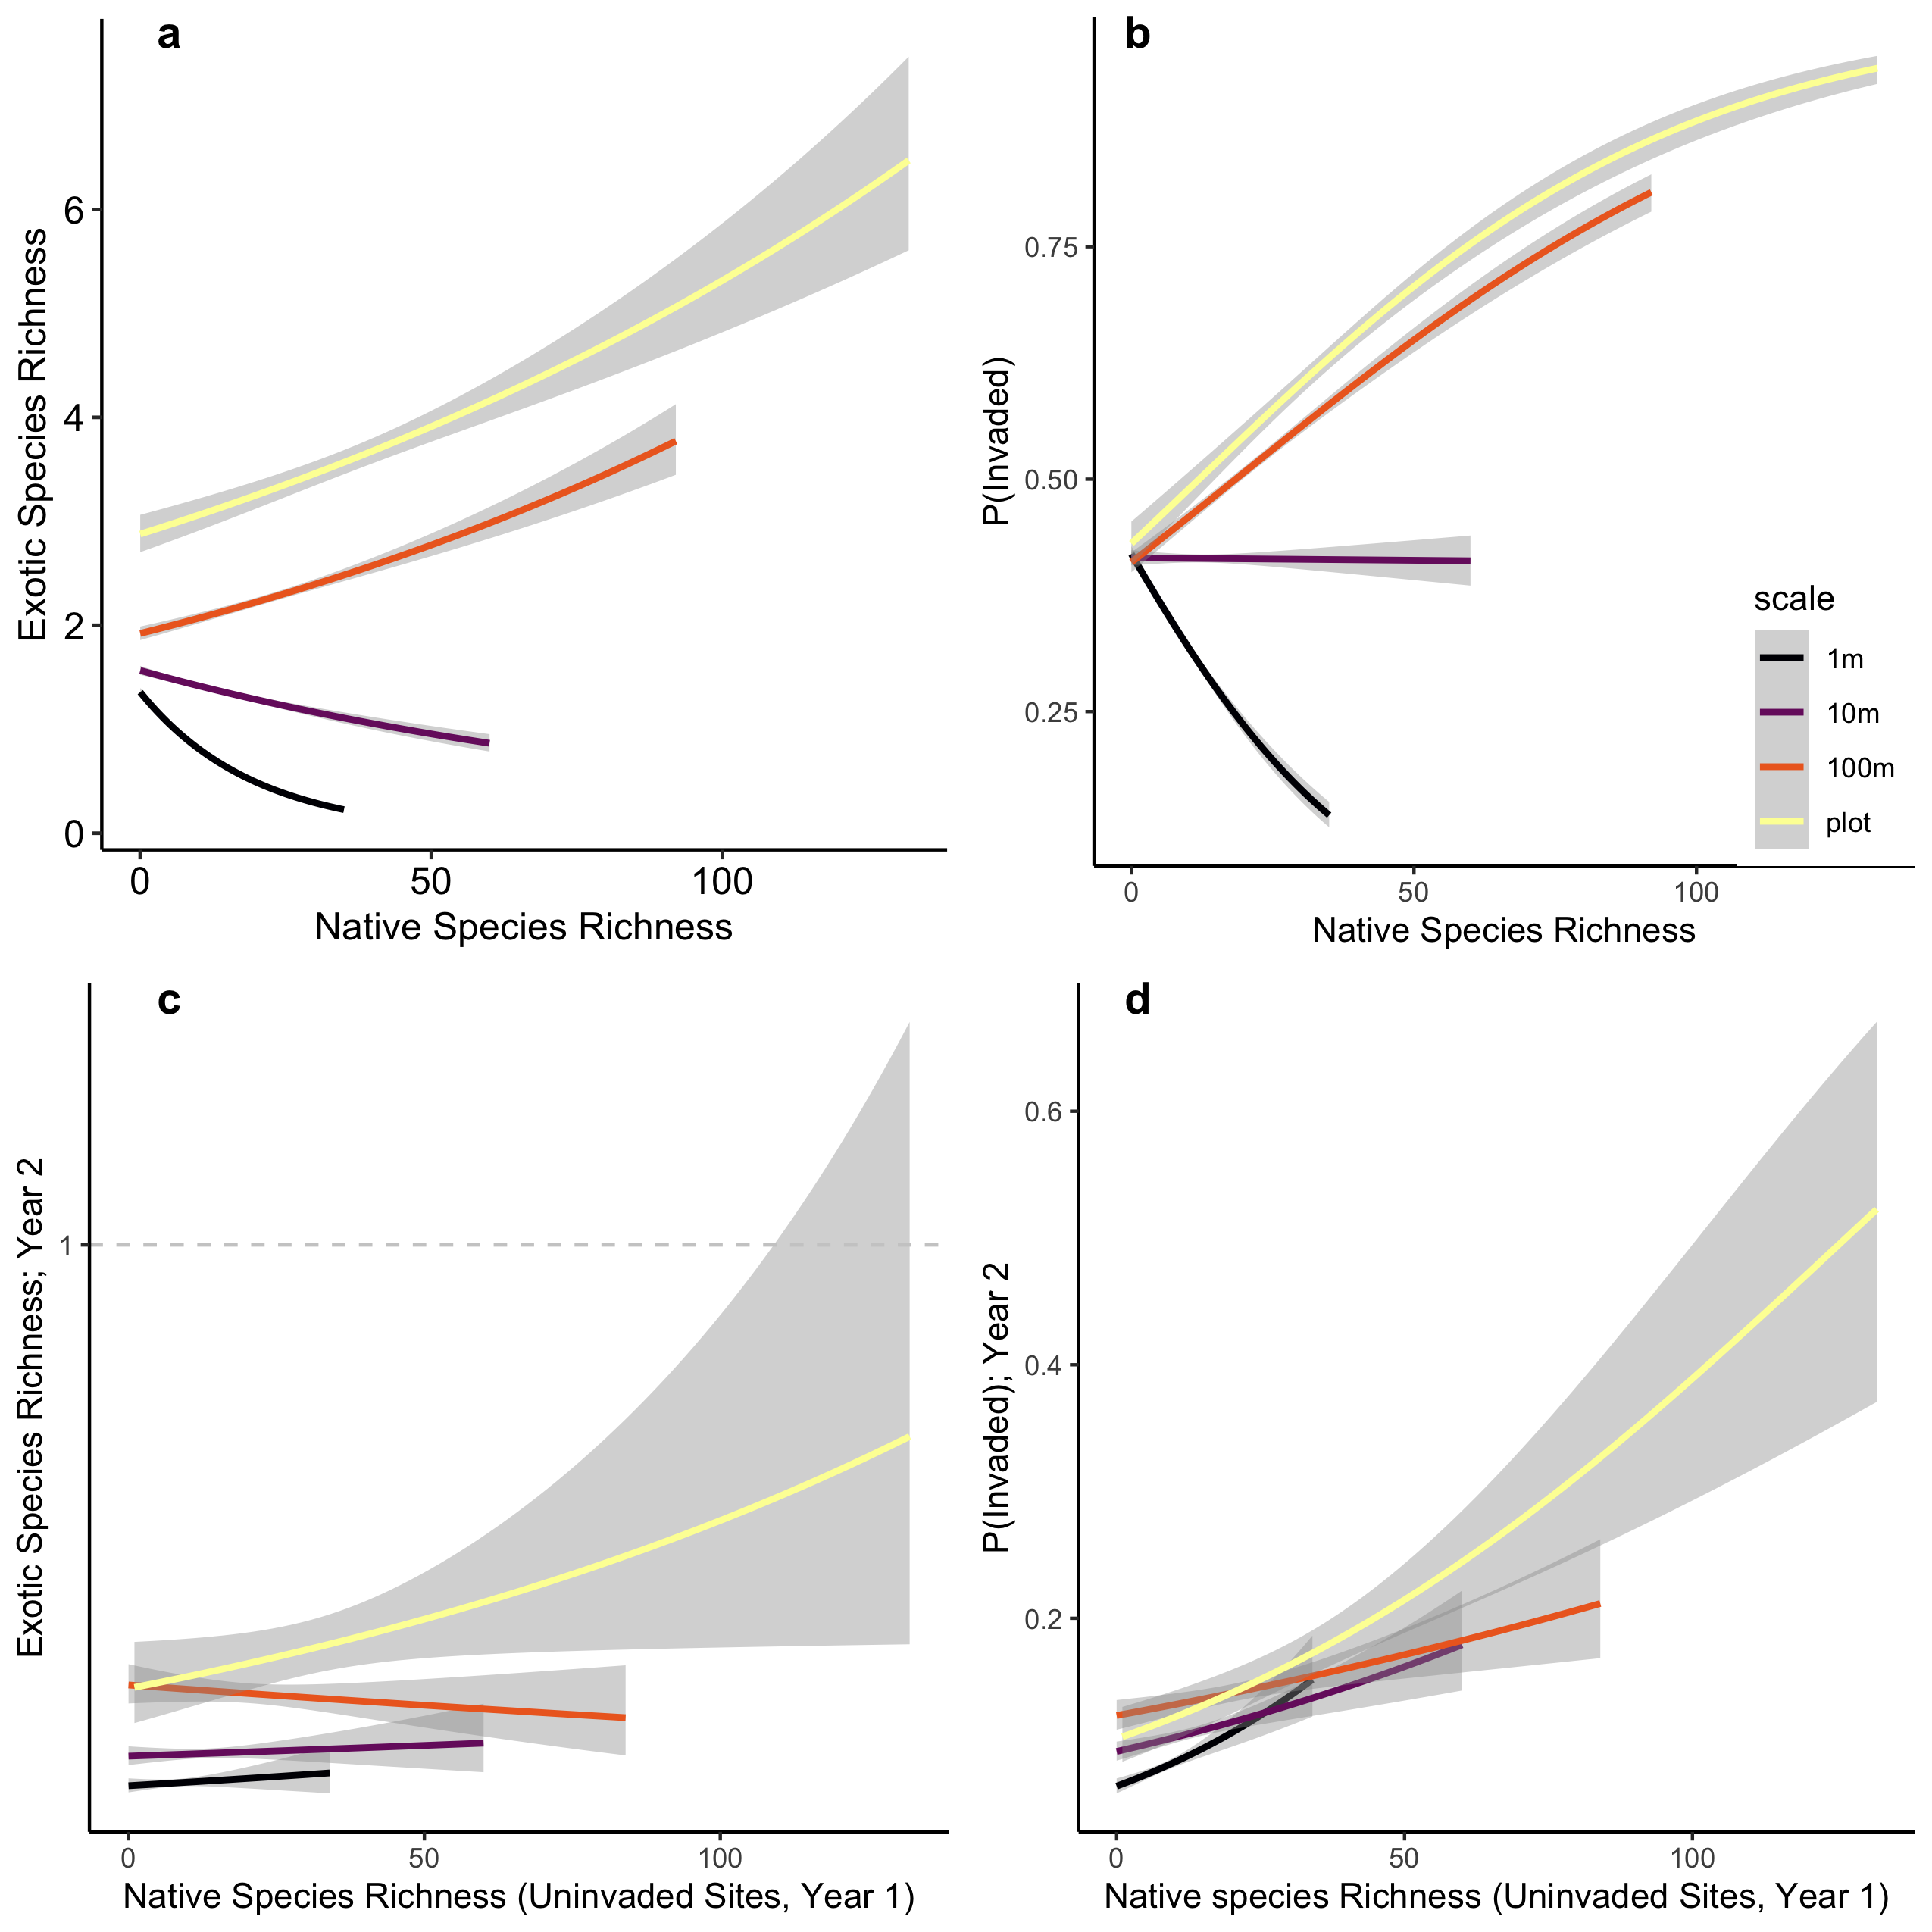 a
Exotic Species Richness
6
4
2
0
0 50 100
Native Species Richness
b
P(Invaded)
0.75
0.50
0.25
0 50 100
Native Species Richness
scale
1m
10m
100m
plot
c
Exotic Species Richness; Year 2
1
0 50 100
Native Species Richness (Uninvaded Sites, Year 1)
d
P(Invaded); Year 2
0.6
0.4
0.2
0 50 100
Native species Richness (Uninvaded Sites, Year 1)